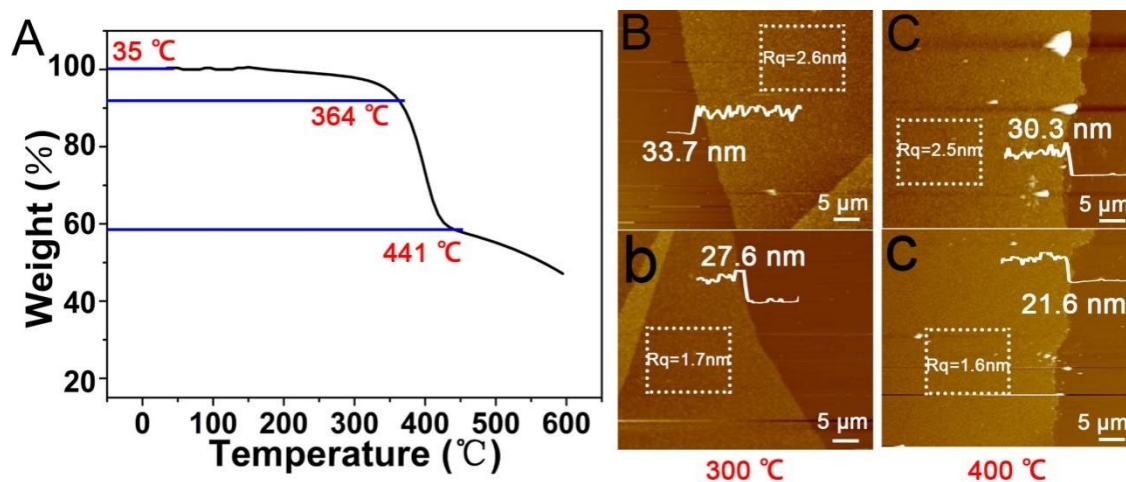 A
35 ℃
364 ℃
441 ℃
Weight (%)
100
80
60
40
20
0 100 200 300 400 500 600
Temperature (℃)
B
Rq=2.6nm
33.7 nm
5 μm
C
30.3 nm
Rq=2.5nm
5 μm
b
27.6 nm
Rq=1.7nm
5 μm
C
21.6 nm
Rq=1.6nm
5 μm
300 ℃
400 ℃